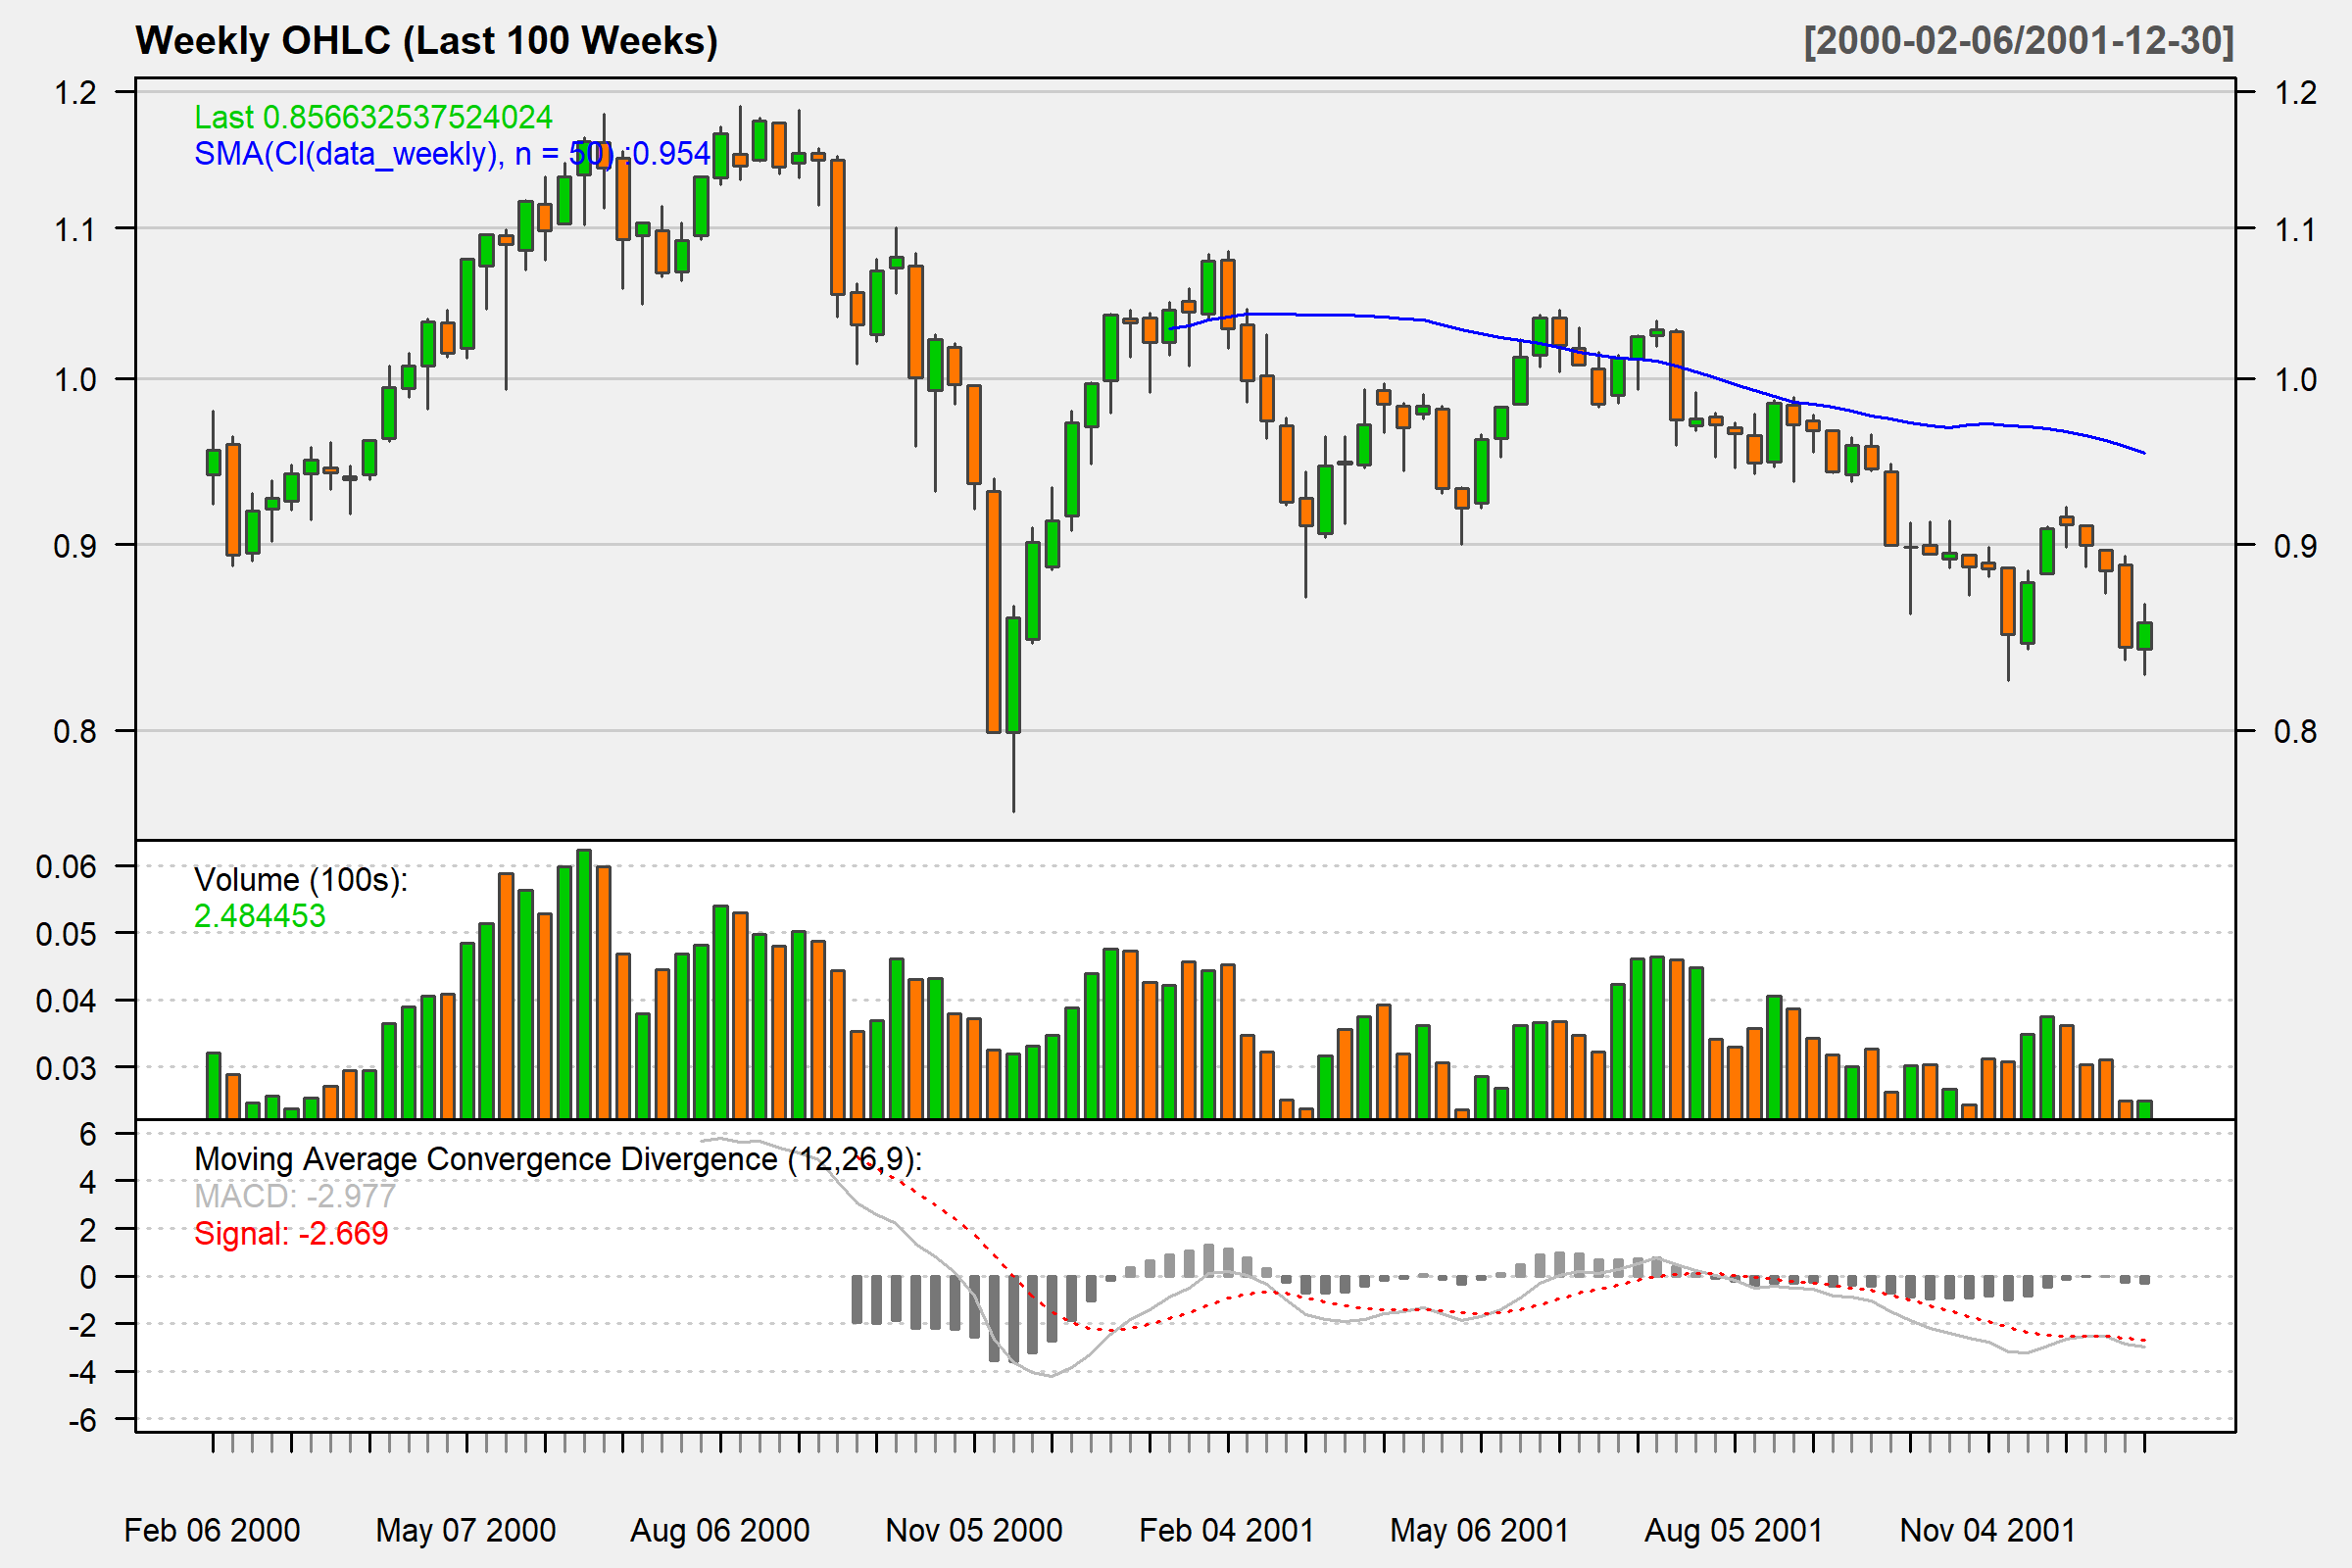 Weekly OHLC (Last 100 Weeks)
[2000-02-06/2001-12-30]
Last 0.856632537524024
SMA(Cl(data_weekly), n = 50) :0.954
1.2
1.1
1.0
0.9
0.8
1.2
1.1
1.0
0.9
0.8
Volume (100s):
2.484453
0.06
0.05
0.04
0.03
Moving Average Convergence Divergence (12,26,9):
MACD: -2.977
Signal: -2.669
6
4
2
0
-2
-4
-6
Feb 06 2000
May 07 2000
Aug 06 2000
Nov 05 2000
Feb 04 2001
May 06 2001
Aug 05 2001
Nov 04 2001